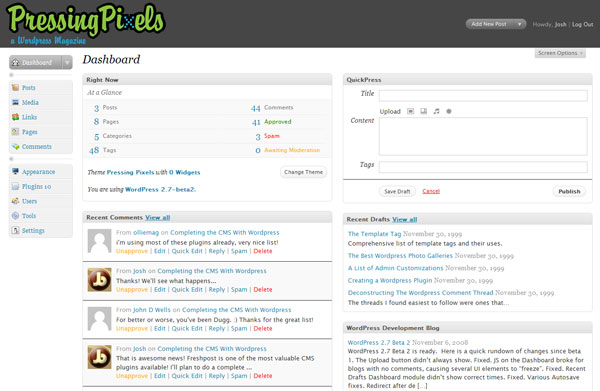 PressingPixels
a Wordpress Magazine
Add New Post
Howdy, Josh | Log Out
Screen Options
Dashboard
Posts
Media
Links
Pages
Comments
Appearance
Plugins 10
Users
Tools
Settings
Dashboard
Right Now
At a Glance
3 Posts 44 Comments
8 Pages 41 Approved
5 Categories 3 Spam
48 Tags 0 Awaiting Moderation
Theme Pressing Pixels with 0 Widgets
Change Theme
You are using WordPress 2.7-beta2.
Recent Comments View all
From olliemag on Completing the CMS With Wordpress
i'm using most of these plugins already, very nice list!
Unapprove | Edit | Quick Edit | Reply | Spam | Delete
From Josh on Completing the CMS With Wordpress
Thanks! We'll see what happens...
Unapprove | Edit | Quick Edit | Reply | Spam | Delete
From John D Wells on Completing the CMS With Wordpress
For better or worse, you've been Dugg. :) Thanks for the great list!
Unapprove | Edit | Quick Edit | Reply | Spam | Delete
From Josh on Completing the CMS With Wordpress
That is awesome news! Freshpost is one of the most valuable CMS
plugins available! I'll plan to do a complete ...
Unapprove | Edit | Quick Edit | Reply | Spam | Delete
QuickPress
Title
Upload
Content
Tags
Save Draft
Cancel
Publish
Recent Drafts View all
The Template Tag November 30, 1999
Comprehensive list of template tags and their uses.
The Best Wordpress Photo Galleries November 30, 1999
A List of Admin Customizations November 30, 1999
Creating a Wordpress Plugin November 30, 1999
Deconstructing The Wordpress Comment Thread November 30, 1999
The threads I found easiest to follow were ones that…
WordPress Development Blog
WordPress 2.7 Beta 2 November 6, 2008
WordPress 2.7 Beta 2 is ready. Here is a quick rundown of changes since beta
1. The Upload button didn't always show. Fixed. JS on the Dashboard broke for
blogs with no comments, causing several UI elements to "freeze". Fixed. Recent
Drafts Dashboard module didn't show correct times. Fixed. Various Autosave
fixes. Redirect after de [...]